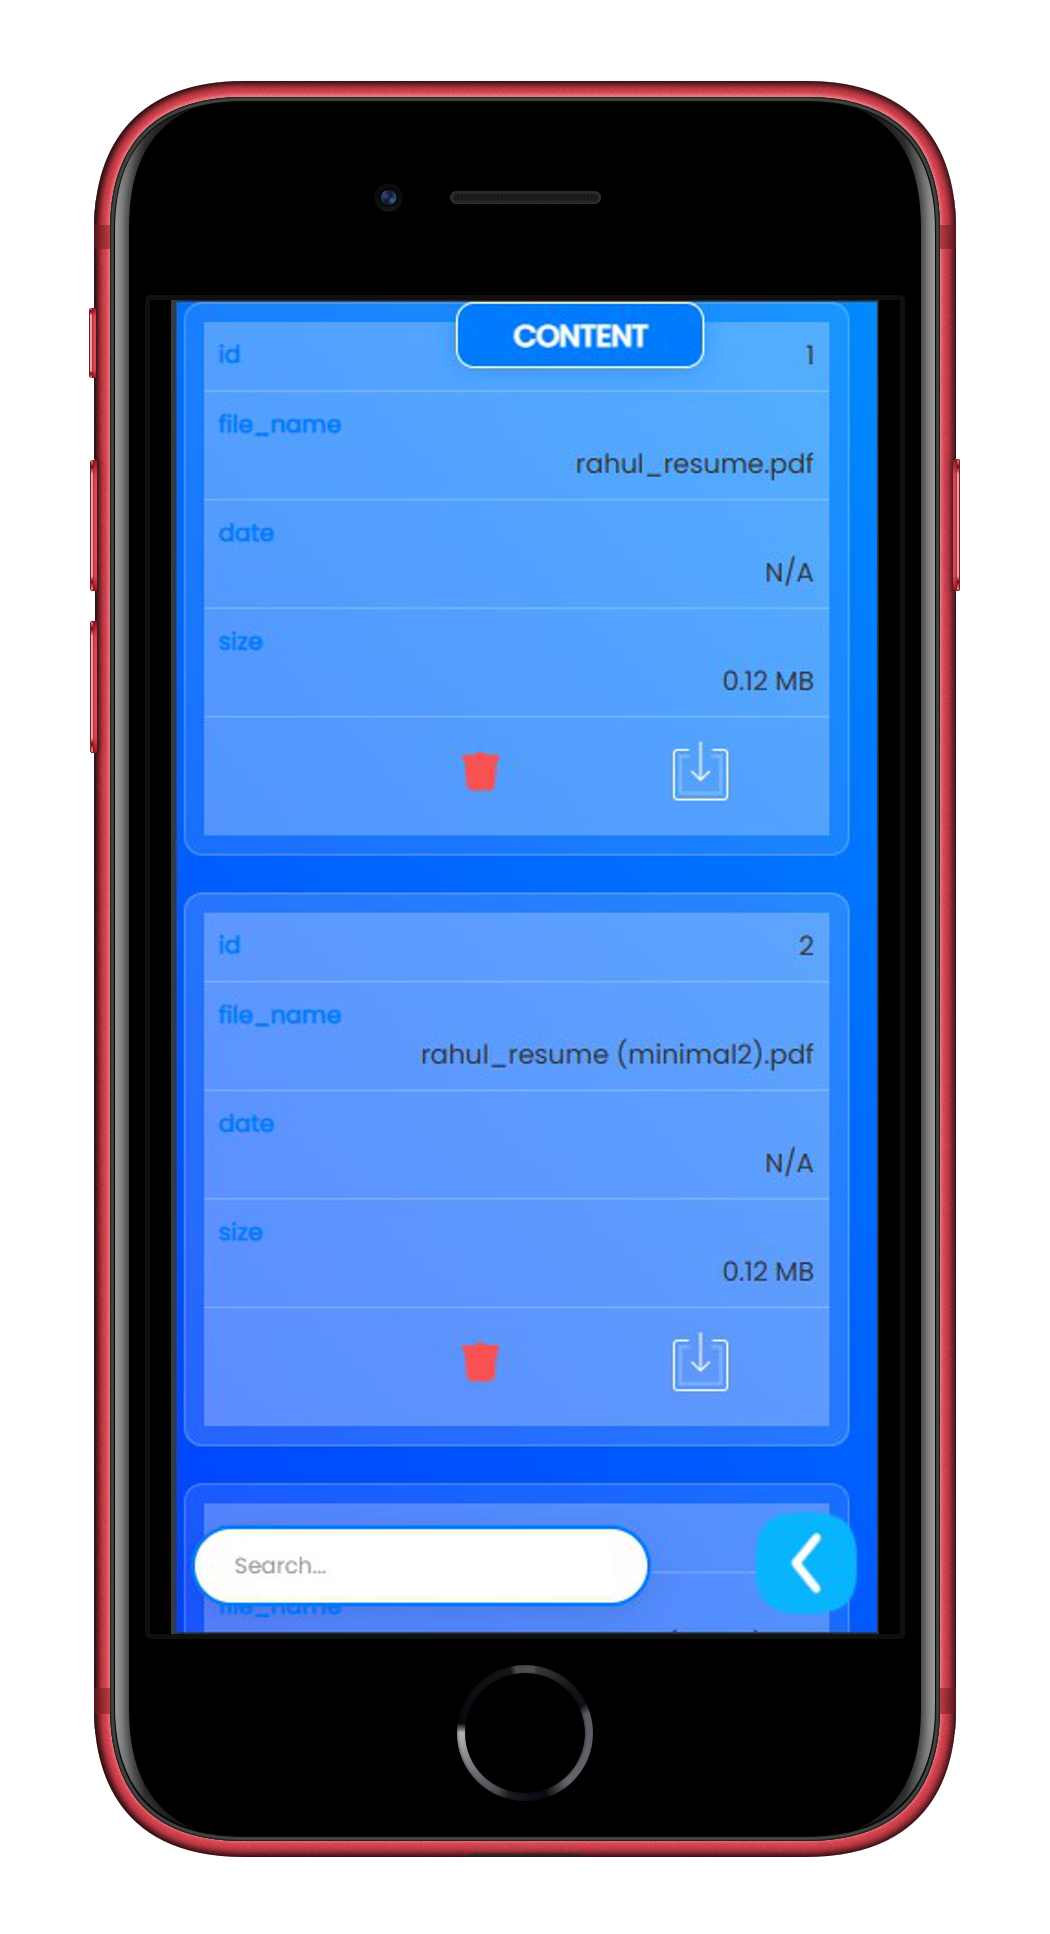 CONTENT
id 1
file_name
rahul_resume.pdf
date
N/A
size
0.12 MB
id 2
file_name
rahul_resume (minimal2).pdf
date
N/A
size
0.12 MB
Search...
file_name